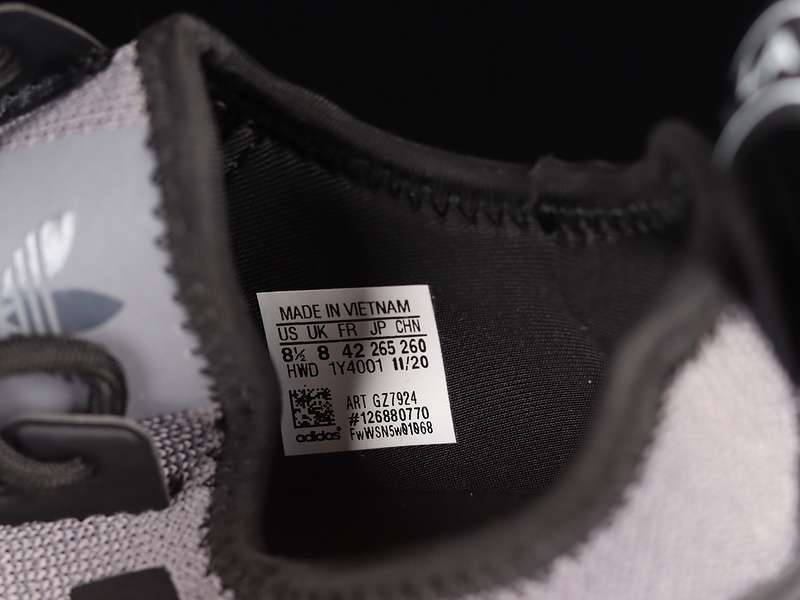 MADE IN VIETNAM
US UK FR JP CHN
8½ 8 42 265 260
HWD 1Y4001 11/20
ART GZ7924
#126880770
adidas FwWSN5w01068